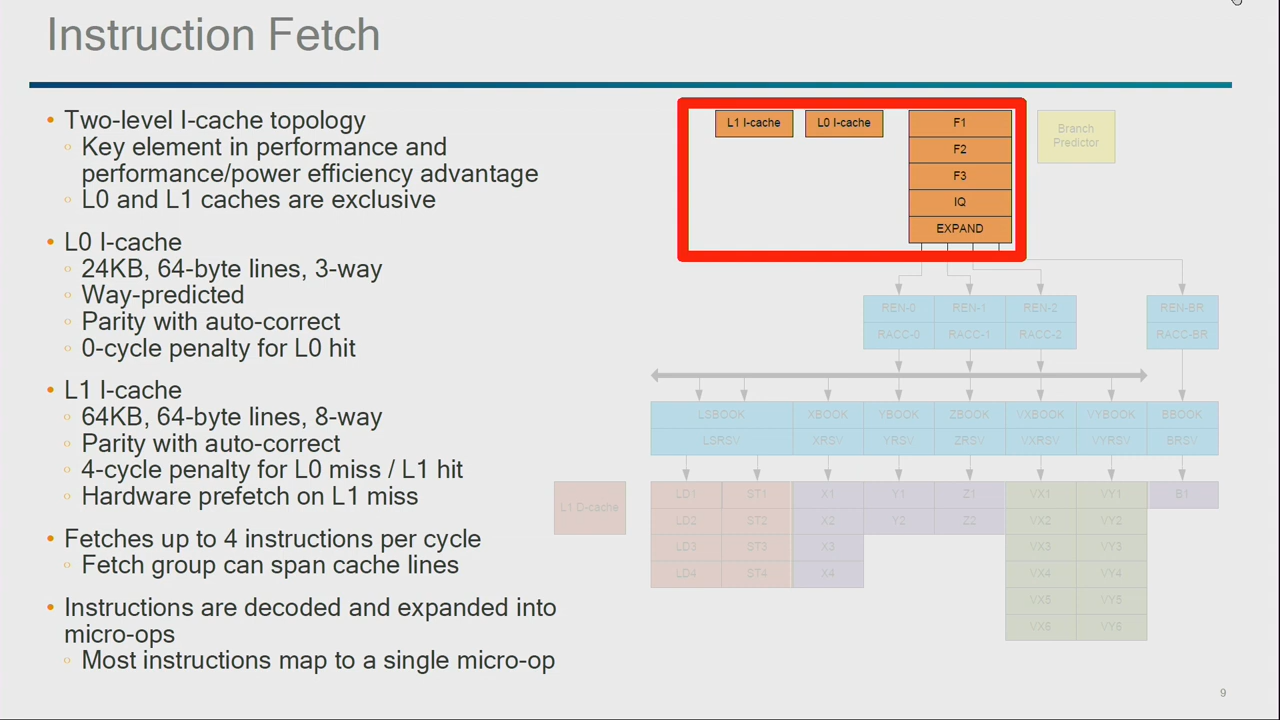 Instruction Fetch
• Two-level I-cache topology
◦ Key element in performance and
performance/power efficiency advantage
◦ L0 and L1 caches are exclusive
• L0 I-cache
◦ 24KB, 64-byte lines, 3-way
◦ Way-predicted
◦ Parity with auto-correct
◦ 0-cycle penalty for L0 hit
• L1 I-cache
◦ 64KB, 64-byte lines, 8-way
◦ Parity with auto-correct
◦ 4-cycle penalty for L0 miss / L1 hit
◦ Hardware prefetch on L1 miss
• Fetches up to 4 instructions per cycle
◦ Fetch group can span cache lines
• Instructions are decoded and expanded into
micro-ops
◦ Most instructions map to a single micro-op
L1 I-cache L0 I-cache F1
F2
F3
IQ
EXPAND
Branch
Predictor
REN-0 REN-1 REN-2 REN-BR
RACC-0 RACC-1 RACC-2 RACC-BR
LSBOOK XBOOK YBOOK ZBOOK VXBOOK VYBOOK BBOOK
LSRSV XRSV YRSV ZRSV VXRSV VYRSV BRSV
L1 D-cache
LD1 ST1 X1 Y1 Z1 VX1 VY1 B1
LD2 ST2 X2 Y2 Z2 VX2 VY2
LD3 ST3 X3 VX3 VY3
LD4 ST4 X4 VX4 VY4
VX5 VY5
VX6 VY6
9